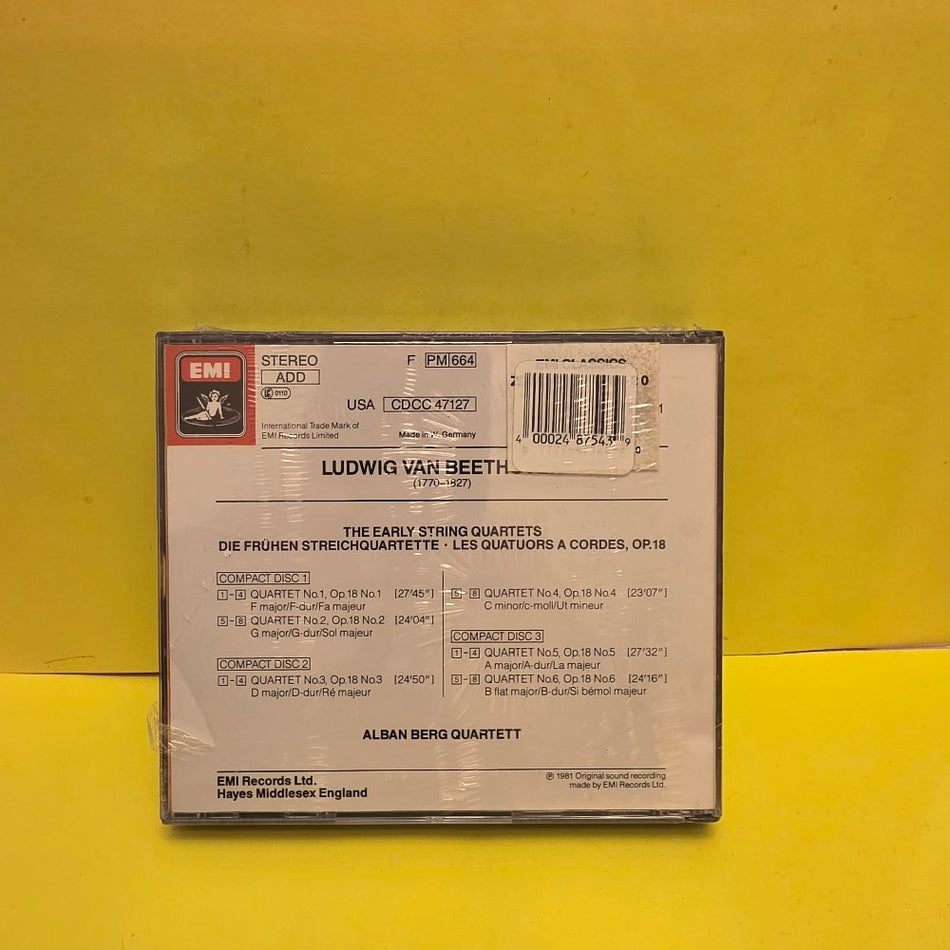 EMI
STEREO
ADD
LC 0110
International Trade Mark of
EMI Records Limited
F PM 664
USA CDCC 47127
Made in W. Germany
EMI CLASSICS
4 00024 87543 9
LUDWIG VAN BEETH
(1770–1827)
THE EARLY STRING QUARTETS
DIE FRÜHEN STREICHQUARTETTE · LES QUATUORS A CORDES, OP.18
COMPACT DISC 1
1-4 QUARTET No.1, Op.18 No.1 [27'45"]
F major/F-dur/Fa majeur
5-8 QUARTET No.2, Op.18 No.2 [24'04"]
G major/G-dur/Sol majeur
COMPACT DISC 2
1-4 QUARTET No.3, Op.18 No.3 [24'50"]
D major/D-dur/Ré majeur
5-8 QUARTET No.4, Op.18 No.4 [23'07"]
C minor/c-moll/Ut mineur
COMPACT DISC 3
1-4 QUARTET No.5, Op.18 No.5 [27'32"]
A major/A-dur/La majeur
5-8 QUARTET No.6, Op.18 No.6 [24'16"]
B flat major/B-dur/Si bémol majeur
ALBAN BERG QUARTETT
EMI Records Ltd.
Hayes Middlesex England
℗ 1981 Original sound recording
made by EMI Records Ltd.